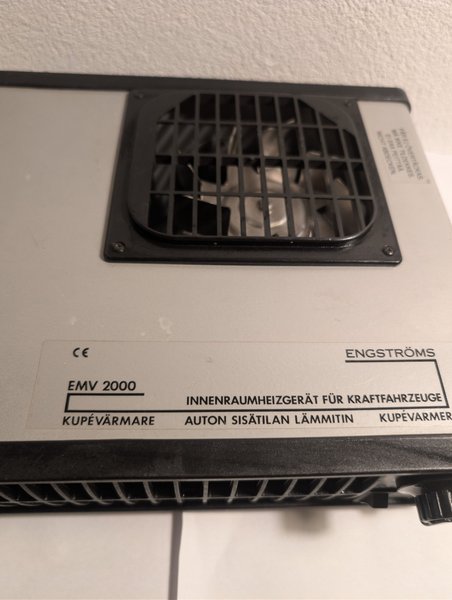 CE
ENGSTRÖMS
EMV 2000
INNENRAUMHEIZGERÄT FÜR KRAFTFAHRZEUGE
KUPÉVÄRMARE AUTON SISÄTILAN LÄMMITIN KUPÉVARMER